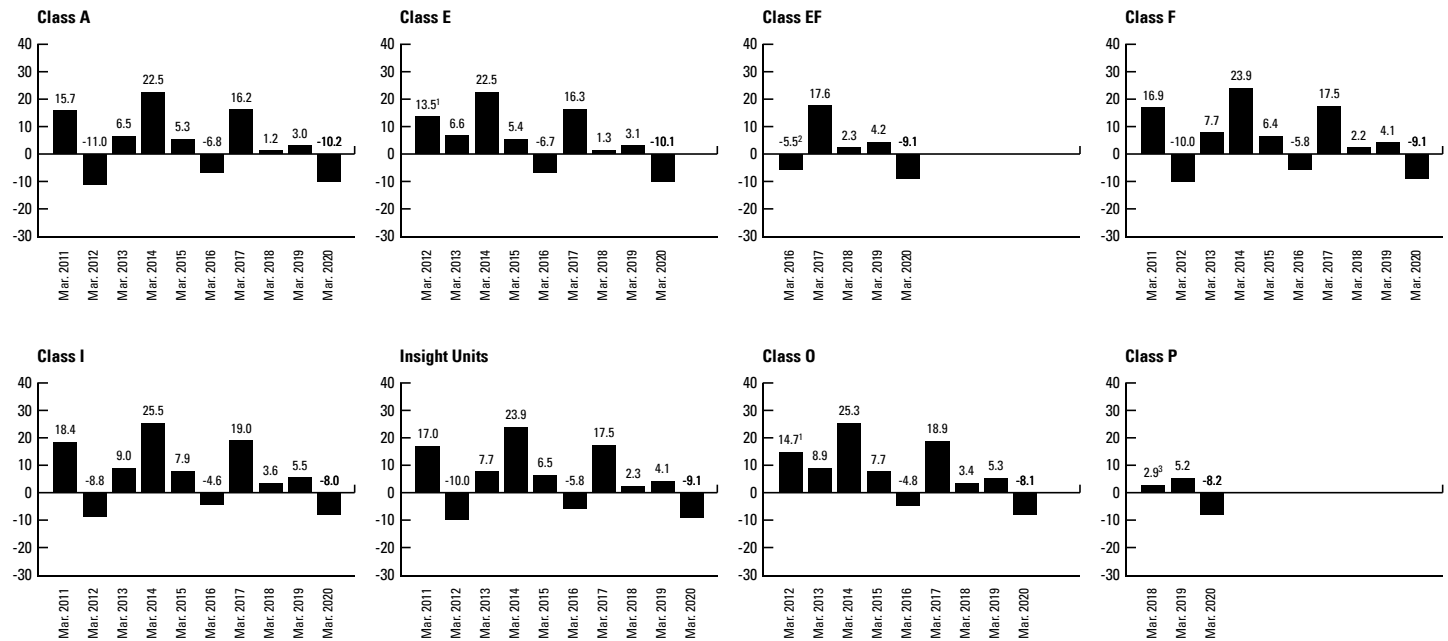 Class A
40
30
20
10
0
-10
-20
-30
15.7
-11.0
6.5
22.5
5.3
-6.8
16.2
1.2
3.0
-10.2
Mar. 2011
Mar. 2012
Mar. 2013
Mar. 2014
Mar. 2015
Mar. 2016
Mar. 2017
Mar. 2018
Mar. 2019
Mar. 2020
Class E
40
30
20
10
0
-10
-20
-30
13.5¹
6.6
22.5
5.4
-6.7
16.3
1.3
3.1
-10.1
Mar. 2012
Mar. 2013
Mar. 2014
Mar. 2015
Mar. 2016
Mar. 2017
Mar. 2018
Mar. 2019
Mar. 2020
Class EF
40
30
20
10
0
-10
-20
-30
-5.5²
17.6
2.3
4.2
-9.1
Mar. 2016
Mar. 2017
Mar. 2018
Mar. 2019
Mar. 2020
Class F
40
30
20
10
0
-10
-20
-30
16.9
-10.0
7.7
23.9
6.4
-5.8
17.5
2.2
4.1
-9.1
Mar. 2011
Mar. 2012
Mar. 2013
Mar. 2014
Mar. 2015
Mar. 2016
Mar. 2017
Mar. 2018
Mar. 2019
Mar. 2020
Class I
40
30
20
10
0
-10
-20
-30
18.4
-8.8
9.0
25.5
7.9
-4.6
19.0
3.6
5.5
-8.0
Mar. 2011
Mar. 2012
Mar. 2013
Mar. 2014
Mar. 2015
Mar. 2016
Mar. 2017
Mar. 2018
Mar. 2019
Mar. 2020
Insight Units
40
30
20
10
0
-10
-20
-30
17.0
-10.0
7.7
23.9
6.5
-5.8
17.5
2.3
4.1
-9.1
Mar. 2011
Mar. 2012
Mar. 2013
Mar. 2014
Mar. 2015
Mar. 2016
Mar. 2017
Mar. 2018
Mar. 2019
Mar. 2020
Class O
40
30
20
10
0
-10
-20
-30
14.7¹
8.9
25.3
7.7
-4.8
18.9
3.4
5.3
-8.1
Mar. 2012
Mar. 2013
Mar. 2014
Mar. 2015
Mar. 2016
Mar. 2017
Mar. 2018
Mar. 2019
Mar. 2020
Class P
40
30
20
10
0
-10
-20
-30
2.9³
5.2
-8.2
Mar. 2018
Mar. 2019
Mar. 2020